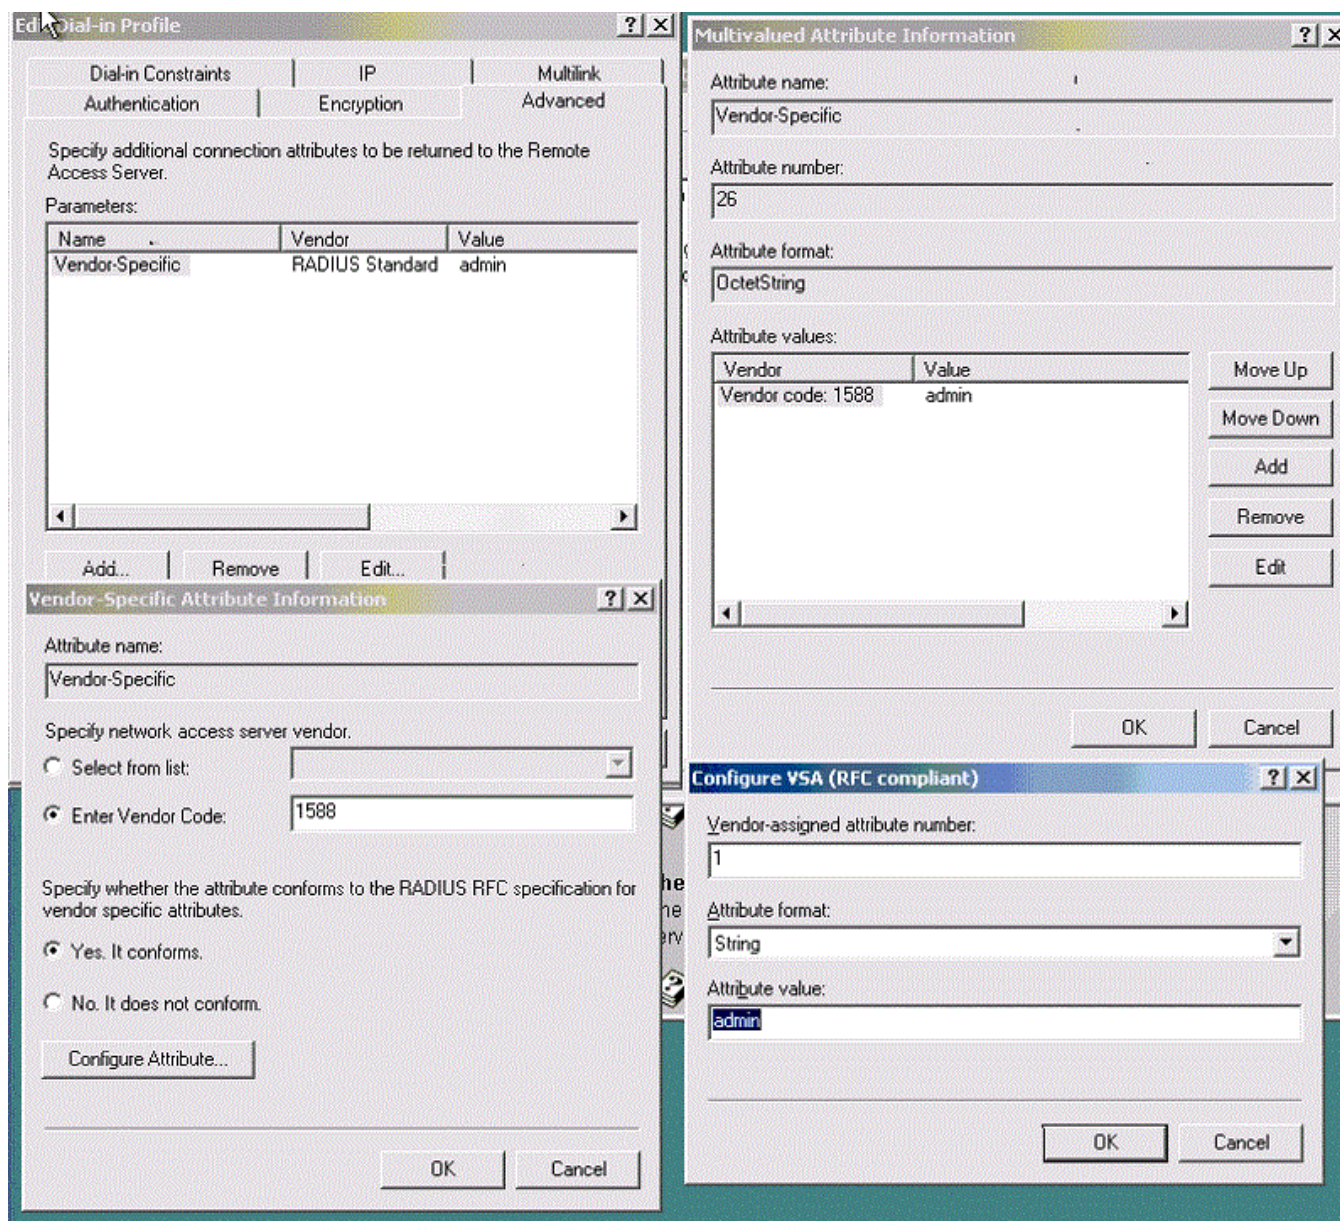 Edit Dial-in Profile
Dial-in Constraints
IP
Multilink
Authentication
Encryption
Advanced
Specify additional connection attributes to be returned to the Remote
Access Server.
Parameters:
Name
Vendor
Value
Vendor-Specific
RADIUS Standard
admin
Add...
Remove
Edit...
Multivalued Attribute Information
Attribute name:
Vendor-Specific
Attribute number:
26
Attribute format:
OctetString
Attribute values:
Vendor
Value
Vendor code: 1588
admin
Move Up
Move Down
Add
Remove
Edit
OK
Cancel
Vendor-Specific Attribute Information
Attribute name:
Vendor-Specific
Specify network access server vendor.
Select from list:
Enter Vendor Code:
1588
Specify whether the attribute conforms to the RADIUS RFC specification for
vendor specific attributes.
Yes. It conforms.
No. It does not conform.
Configure Attribute...
OK
Cancel
Configure VSA (RFC compliant)
Vendor-assigned attribute number:
1
Attribute format:
String
Attribute value:
admin
OK
Cancel